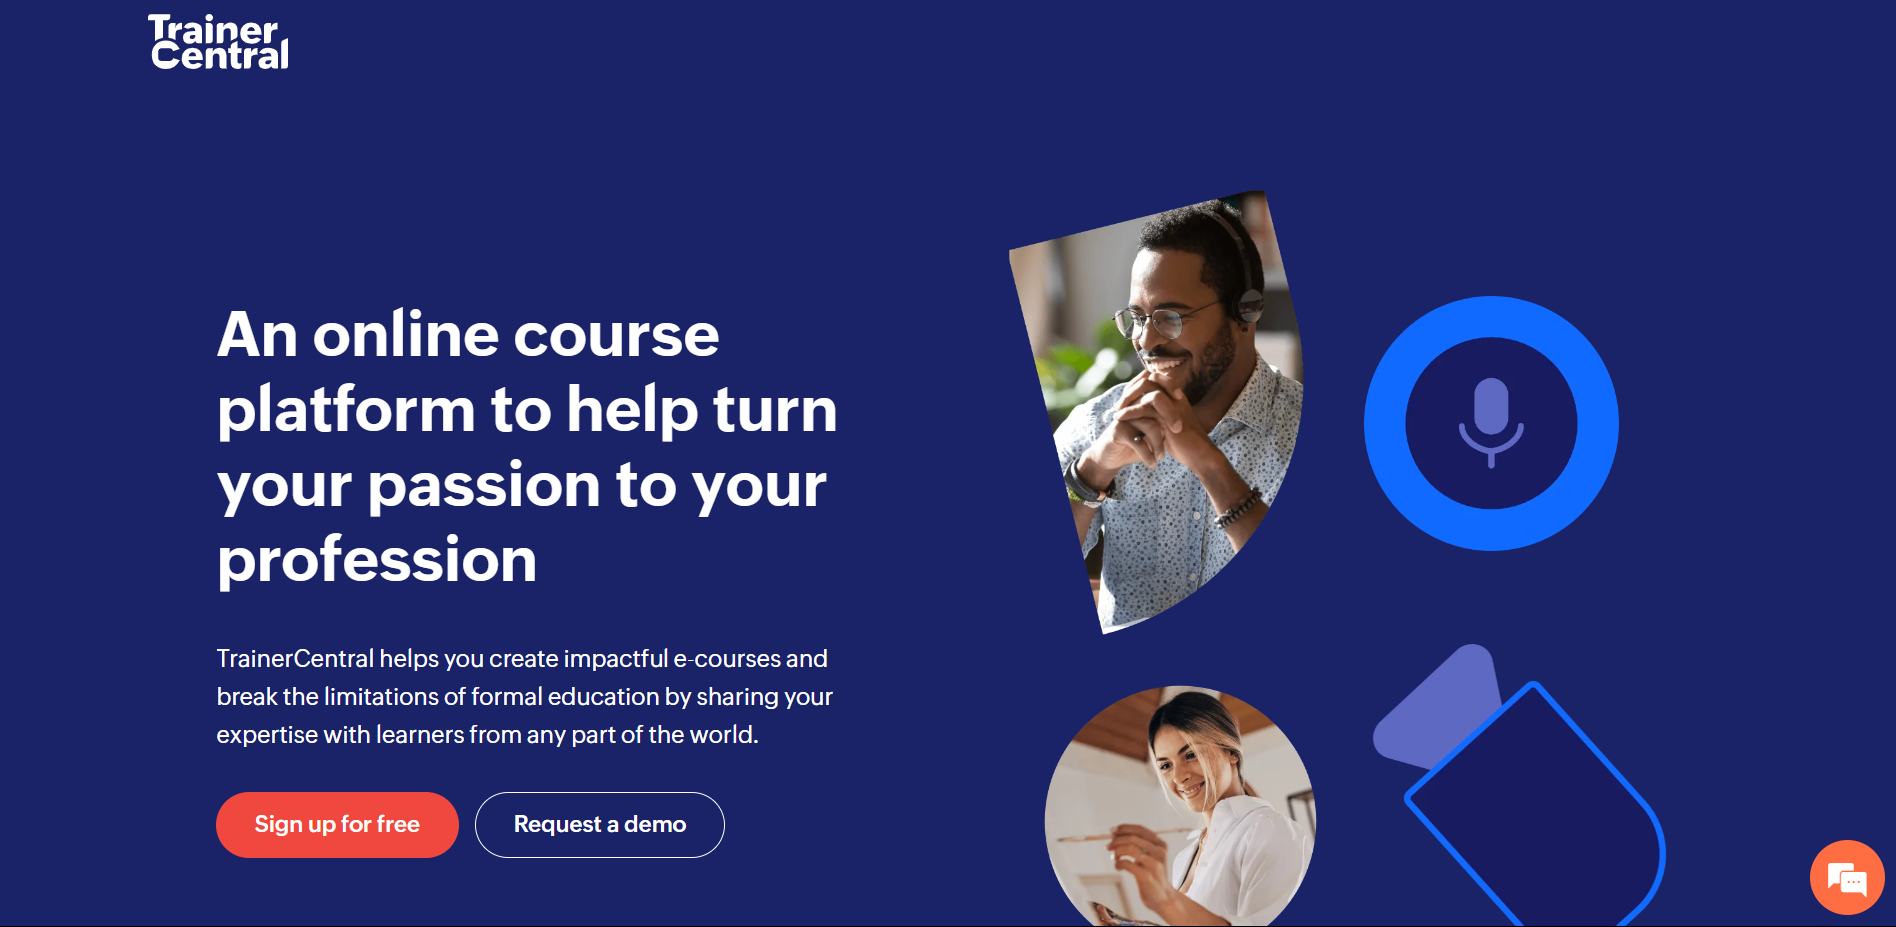 Trainer
Central
An online course
platform to help turn
your passion to your
profession
TrainerCentral helps you create impactful e-courses and
break the limitations of formal education by sharing your
expertise with learners from any part of the world.
Sign up for free
Request a demo